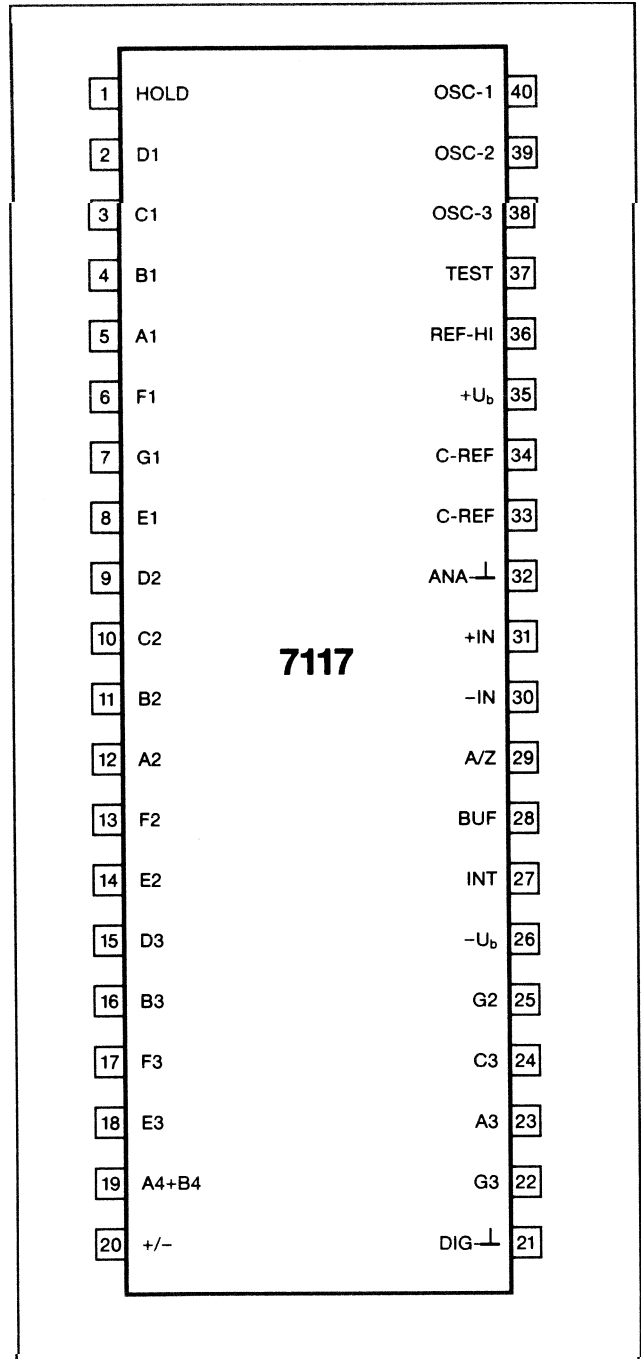 1 HOLD OSC-1 40
2 D1 OSC-2 39
3 C1 OSC-3 38
4 B1 TEST 37
5 A1 REF-HI 36
6 F1 +Ub 35
7 G1 C-REF 34
8 E1 C-REF 33
9 D2 ANA-⊥ 32
10 C2 +IN 31
7117
11 B2 -IN 30
12 A2 A/Z 29
13 F2 BUF 28
14 E2 INT 27
15 D3 -Ub 26
16 B3 G2 25
17 F3 C3 24
18 E3 A3 23
19 A4+B4 G3 22
20 +/- DIG-⊥ 21